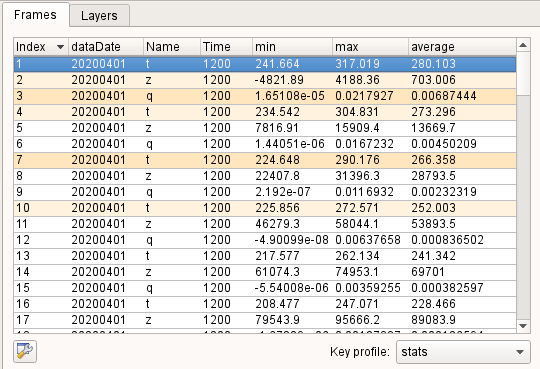 Frames Layers
Index dataDate Name Time min max average
1 20200401 t 1200 241.664 317.019 280.103
2 20200401 z 1200 -4821.89 4188.36 703.006
3 20200401 q 1200 1.65108e-05 0.0217927 0.00687444
4 20200401 t 1200 234.542 304.831 273.296
5 20200401 z 1200 7816.91 15909.4 13669.7
6 20200401 q 1200 1.44051e-06 0.0167232 0.00450209
7 20200401 t 1200 224.648 290.176 266.358
8 20200401 z 1200 22407.8 31396.3 28793.5
9 20200401 q 1200 2.192e-07 0.0116932 0.00232319
10 20200401 t 1200 225.856 272.571 252.003
11 20200401 z 1200 46279.3 58044.1 53895.5
12 20200401 q 1200 -4.90099e-08 0.00637658 0.000836502
13 20200401 t 1200 217.577 262.134 241.342
14 20200401 z 1200 61074.3 74953.1 69701
15 20200401 q 1200 -5.54008e-06 0.00359255 0.000382597
16 20200401 t 1200 208.477 247.071 228.466
17 20200401 z 1200 79543.9 95666.2 89083.9
Key profile: stats